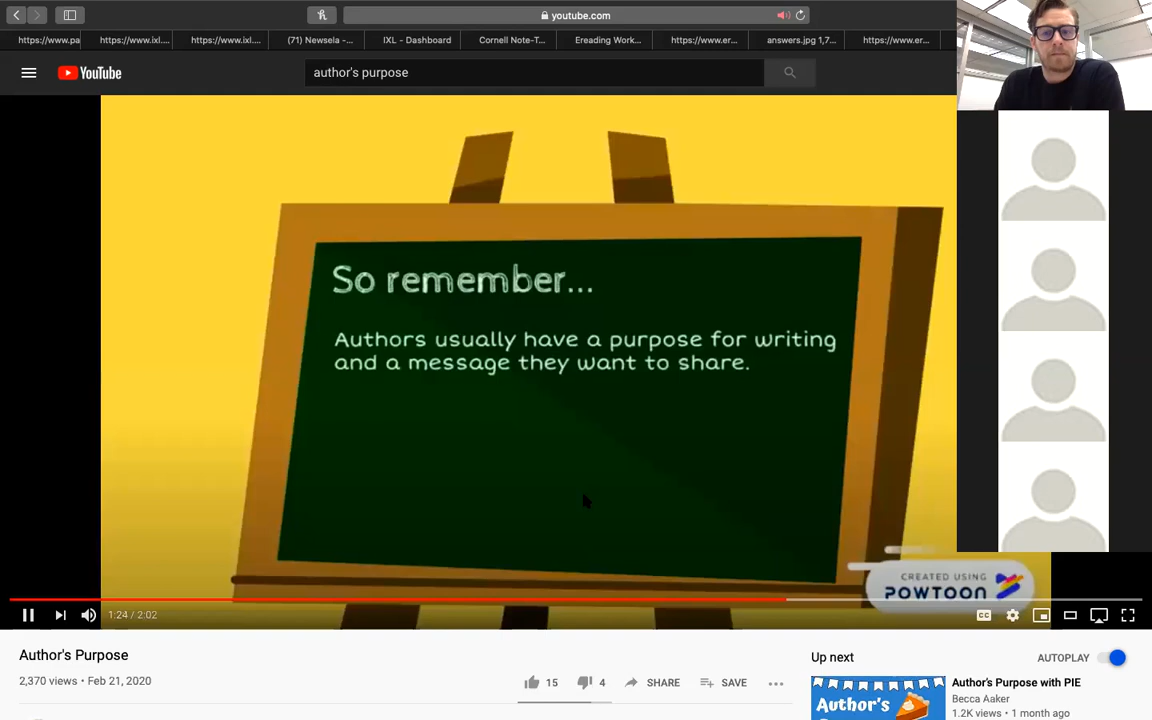 youtube.com
https://www.pa
https://www.ixl....
https://www.ixl....
(71) Newsela -...
IXL - Dashboard
Cornell Note-T...
Ereading Work...
https://www.er...
answers.jpg 1,7...
https://www.er...
YouTube
author's purpose
So remember...
Authors usually have a purpose for writing
and a message they want to share.
CREATED USING
POWTOON
1:24 / 2:02
CC
Author's Purpose
2,370 views • Feb 21, 2020
15
4
SHARE
SAVE
Up next
AUTOPLAY
Author's
Author's Purpose with PIE
Becca Aaker
1.2K views • 1 month ago